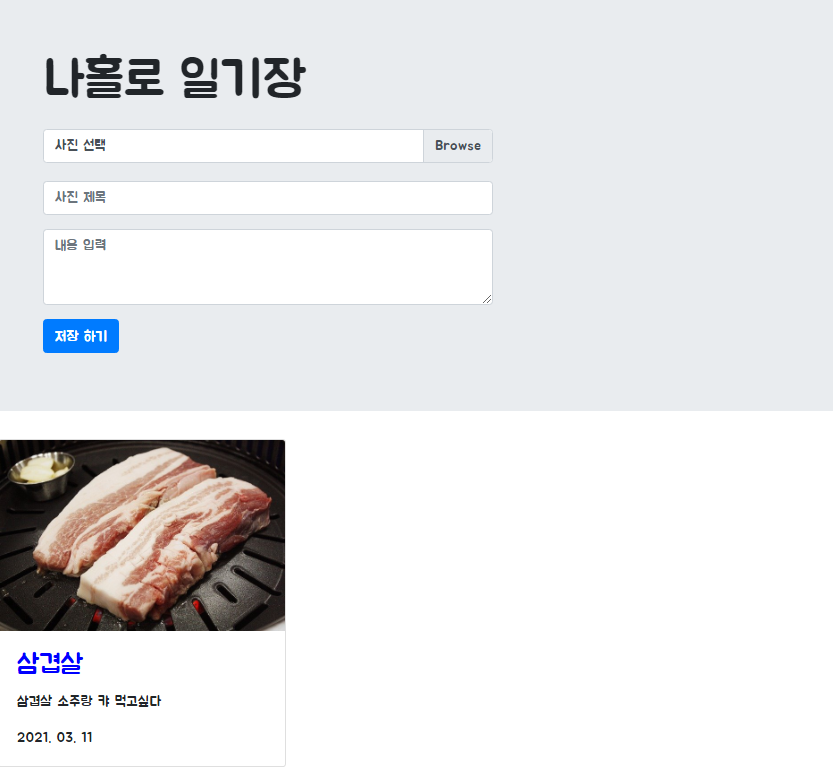 나홀로 일기장
사진 선택
Browse
사진 제목
내용 입력
저장 하기
삼겹살
삼겹살 소주랑 캬 먹고싶다
2021. 03. 11